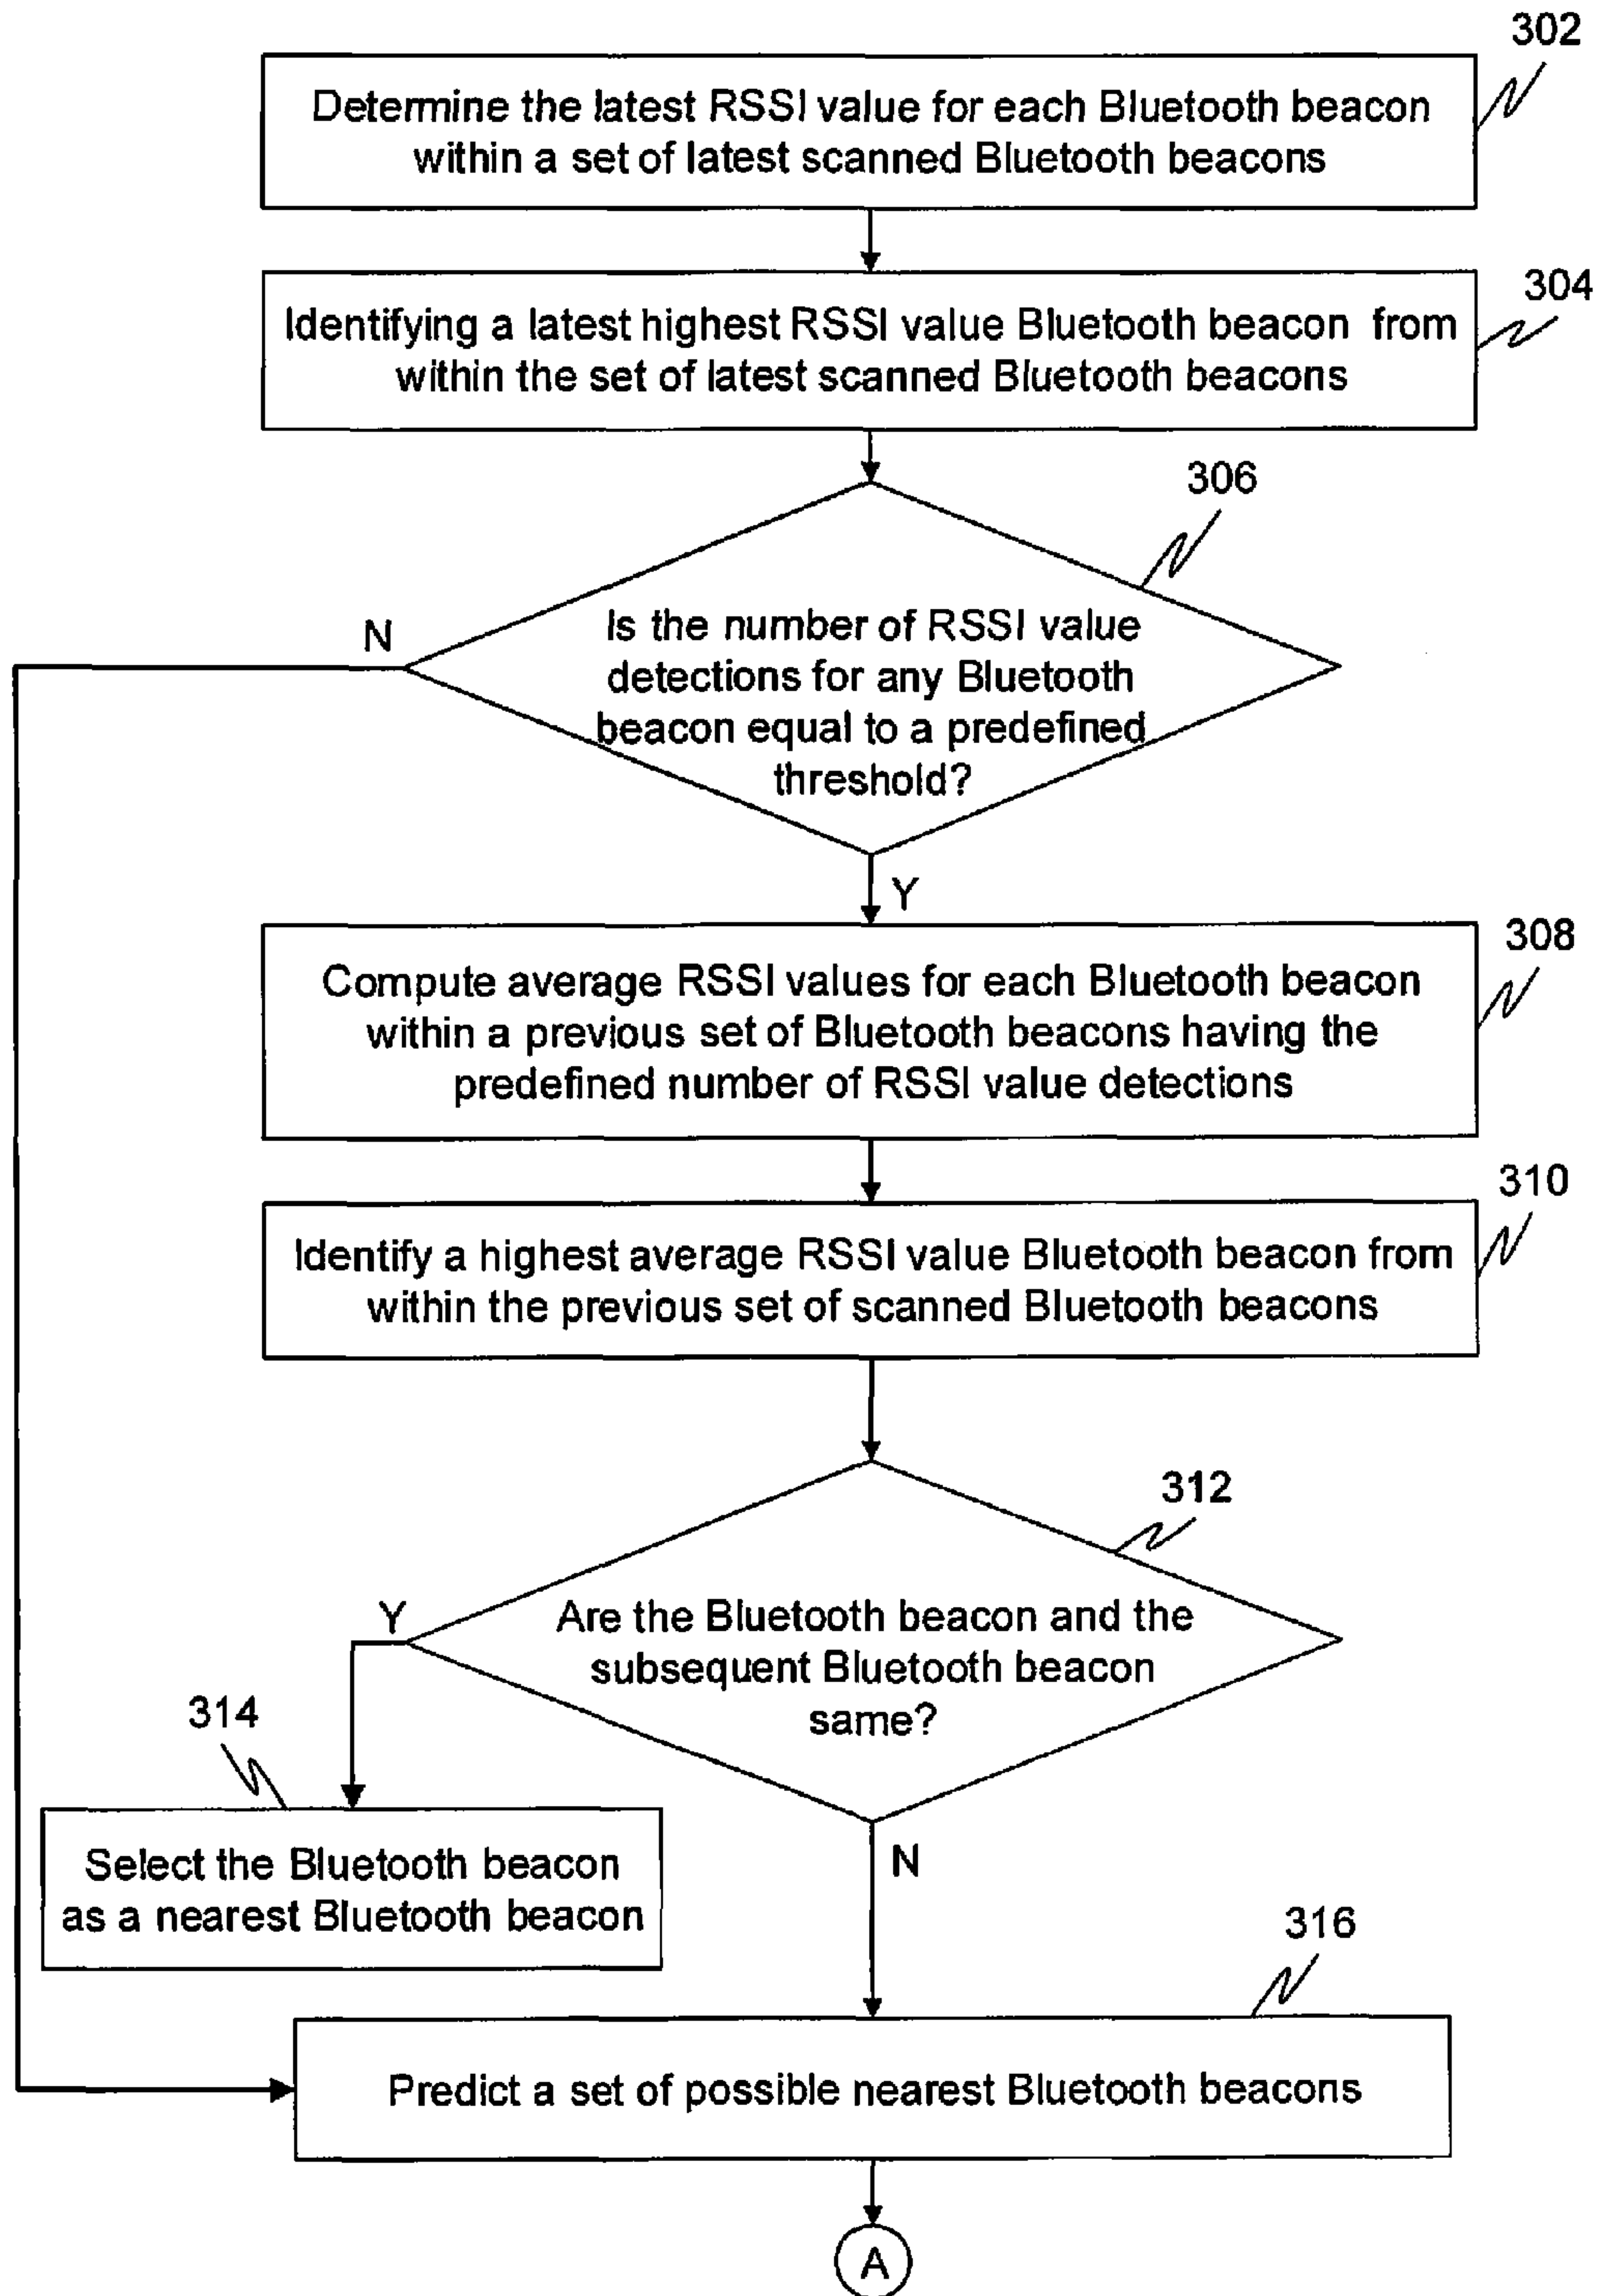 302
Determine the latest RSSI value for each Bluetooth beacon
within a set of latest scanned Bluetooth beacons
304
Identifying a latest highest RSSI value Bluetooth beacon from
within the set of latest scanned Bluetooth beacons
306
N
Is the number of RSSI value
detections for any Bluetooth
beacon equal to a predefined
threshold?
Y
308
Compute average RSSI values for each Bluetooth beacon
within a previous set of Bluetooth beacons having the
predefined number of RSSI value detections
310
Identify a highest average RSSI value Bluetooth beacon from
within the previous set of scanned Bluetooth beacons
312
Y
Are the Bluetooth beacon and the
subsequent Bluetooth beacon
same?
314
N
Select the Bluetooth beacon
as a nearest Bluetooth beacon
316
Predict a set of possible nearest Bluetooth beacons
A